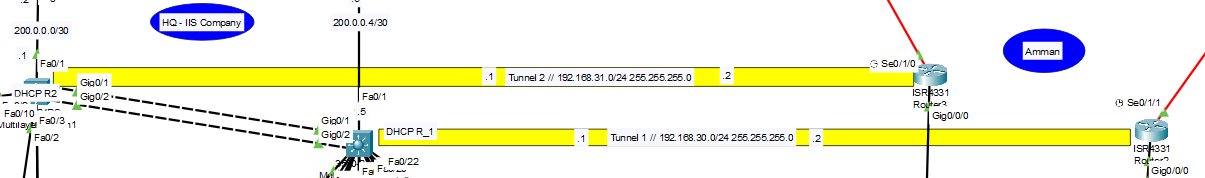 .2
HQ - IIS Company
200.0.0.4/30
200.0.0.0/30
Amman
.1
Fa0/1
Se0/1/0
Gig0/1
.1
Tunnel 2 // 192.168.31.0/24 255.255.255.0
.2
DHCP R2
Gig0/2
Fa0/1
ISR4331
Router3
Se0/1/1
Fa0/10
Fa0/3
.5
Gig0/0/0
Gig0/1
Fa0/2
Gig0/2
DHCP R_1
.1
Tunnel 1 // 192.168.30.0/24 255.255.255.0
.2
ISR4331
Fa0/22
Gig0/0/0